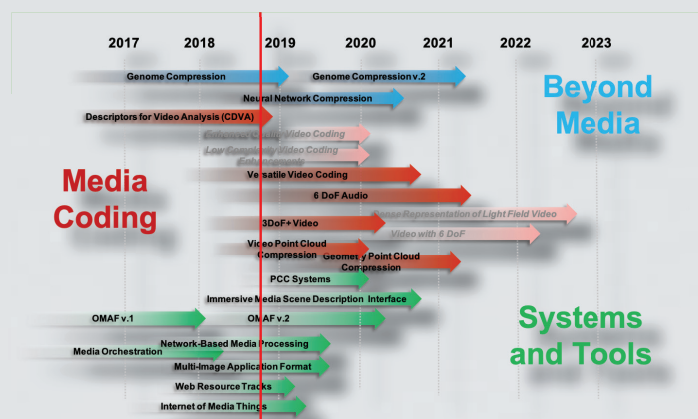 2017 2018 2019 2020 2021 2022 2023
Genome Compression
Genome Compression v.2
Beyond
Media
Neural Network Compression
Descriptors for Video Analysis (CDVA)
Enhanced Quality Video Coding
Low Complexity Video Coding
Enhancements
Media
Coding
Versatile Video Coding
6 DoF Audio
Dense Representation of Light Field Video
3DoF+ Video
Video with 6 DoF
Video Point Cloud
Compression
Geometry Point Cloud
Compression
PCC Systems
Immersive Media Scene Description Interface
OMAF v.1
OMAF v.2
Systems
and Tools
Network-Based Media Processing
Media Orchestration
Multi-Image Application Format
Web Resource Tracks
Internet of Media Things